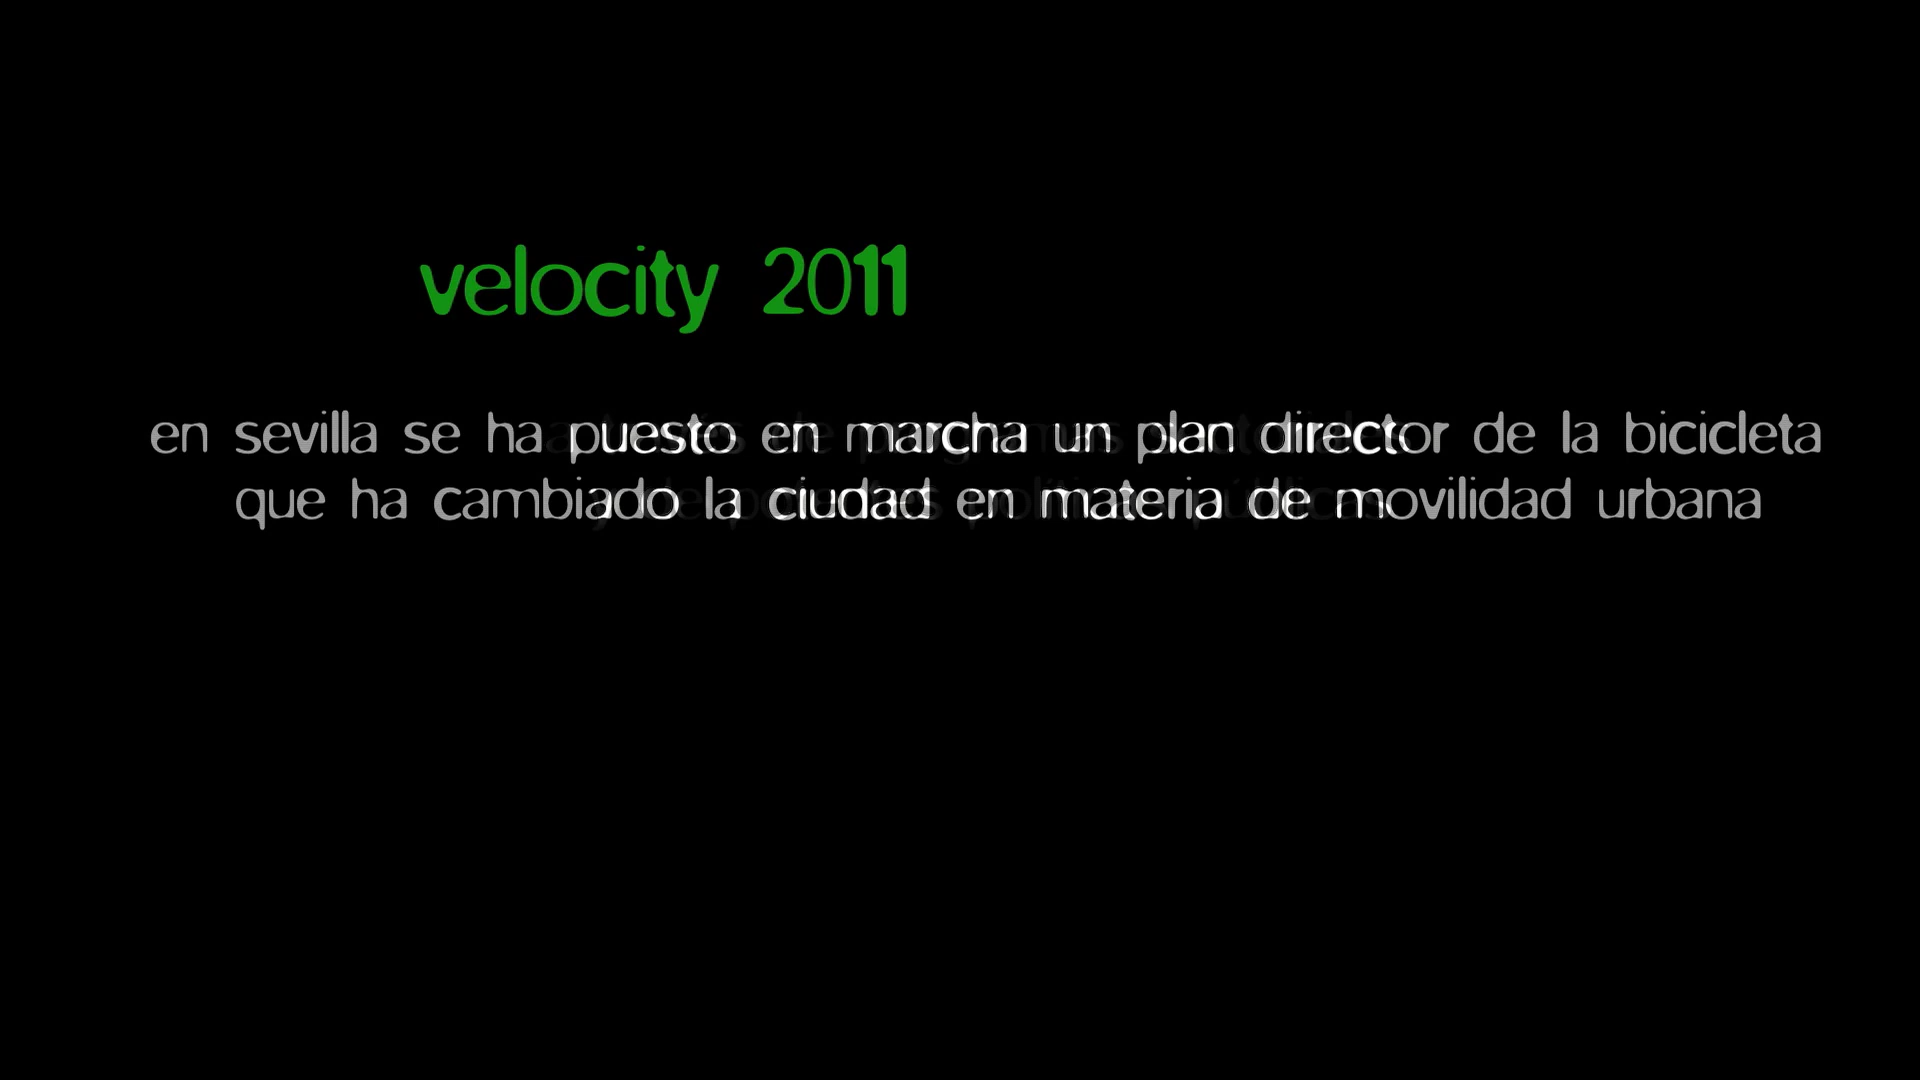 velocity 2011
en sevilla se ha puesto en marcha un plan director de la bicicleta
que ha cambiado la ciudad en materia de movilidad urbana